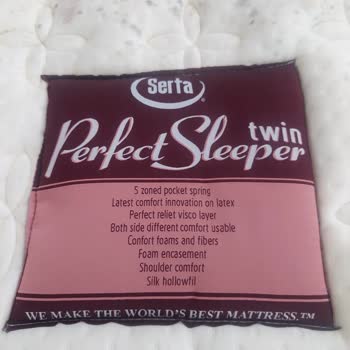 Serta®
twin
Perfect Sleeper
5 zoned pocket spring
Latest comfort innovation on latex
Perfect reliet visco layer
Both side different comfort usable
Confort foams and fibers
Foam encasement
Shoulder comfort
Silk hollowfil
WE MAKE THE WORLD'S BEST MATTRESS.™